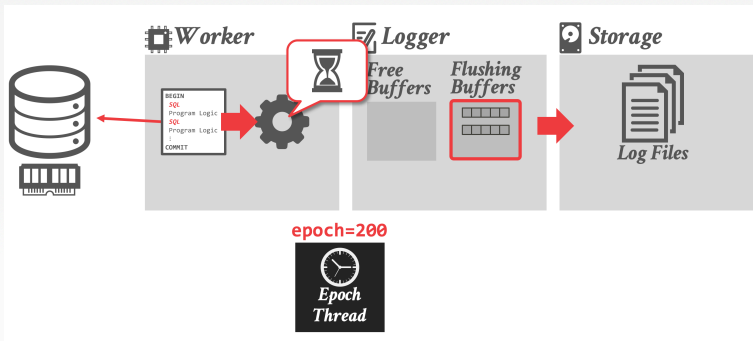 Worker
Logger
Storage
Free
Buffers
Flushing
Buffers
BEGIN
SQL
Program Logic
SQL
Program Logic
:
COMMIT
Log Files
epoch=200
Epoch
Thread